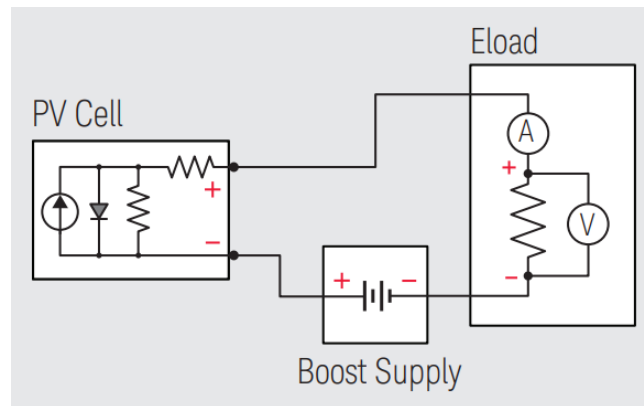 Eload
PV Cell
A
+
+
V
−
−
+ −
Boost Supply